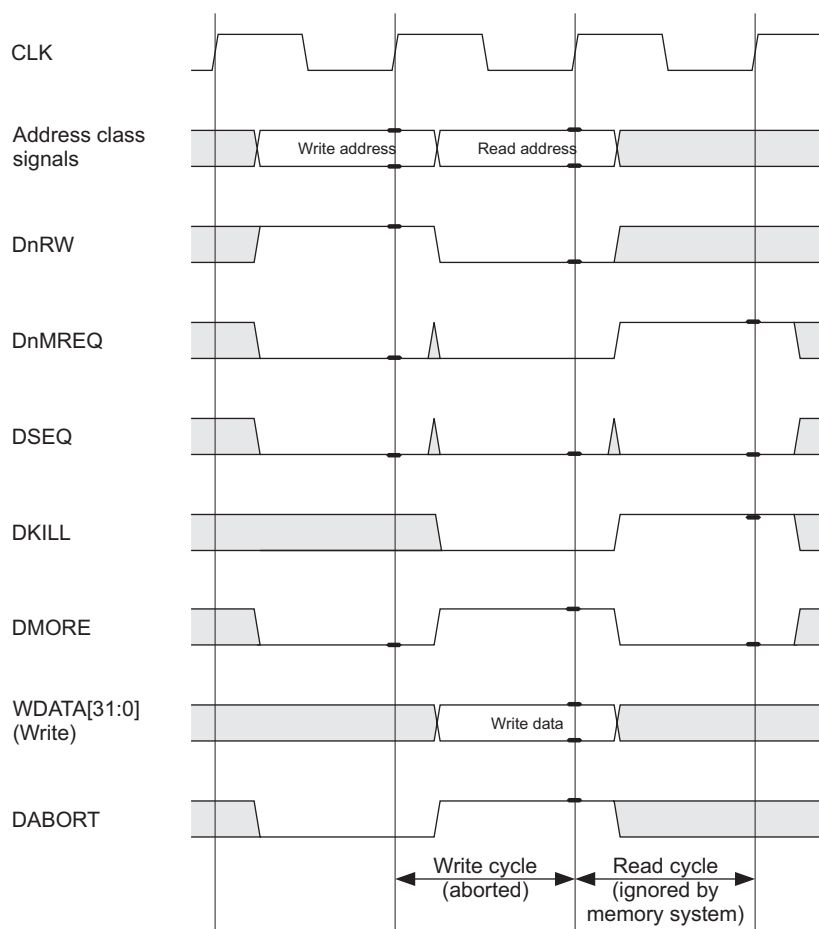 CLK
Address class
signals
Write address
Read address
DnRW
DnMREQ
DSEQ
DKILL
DMORE
WDATA[31:0]
(Write)
Write data
DABORT
Write cycle
(aborted)
Read cycle
(ignored by
memory system)